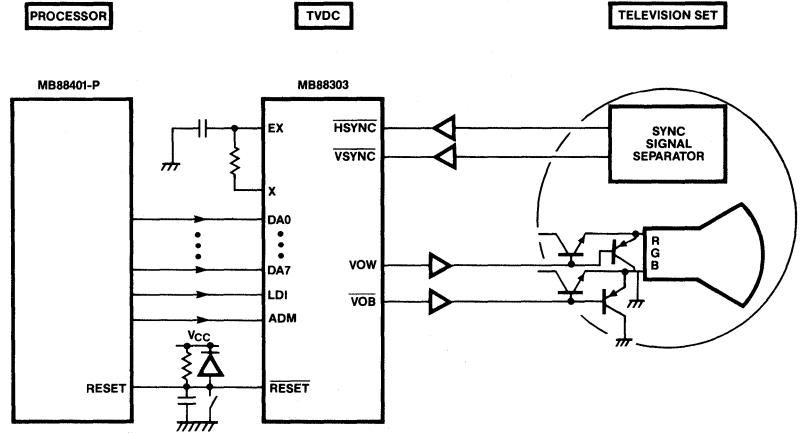 PROCESSOR
TVDC
TELEVISION SET
MB88401-P
MB88303
EX
X
DA0
DA7
LDI
ADM
VCC
RESET
RESET
HSYNC
VSYNC
VOW
VOB
SYNC
SIGNAL
SEPARATOR
R
G
B